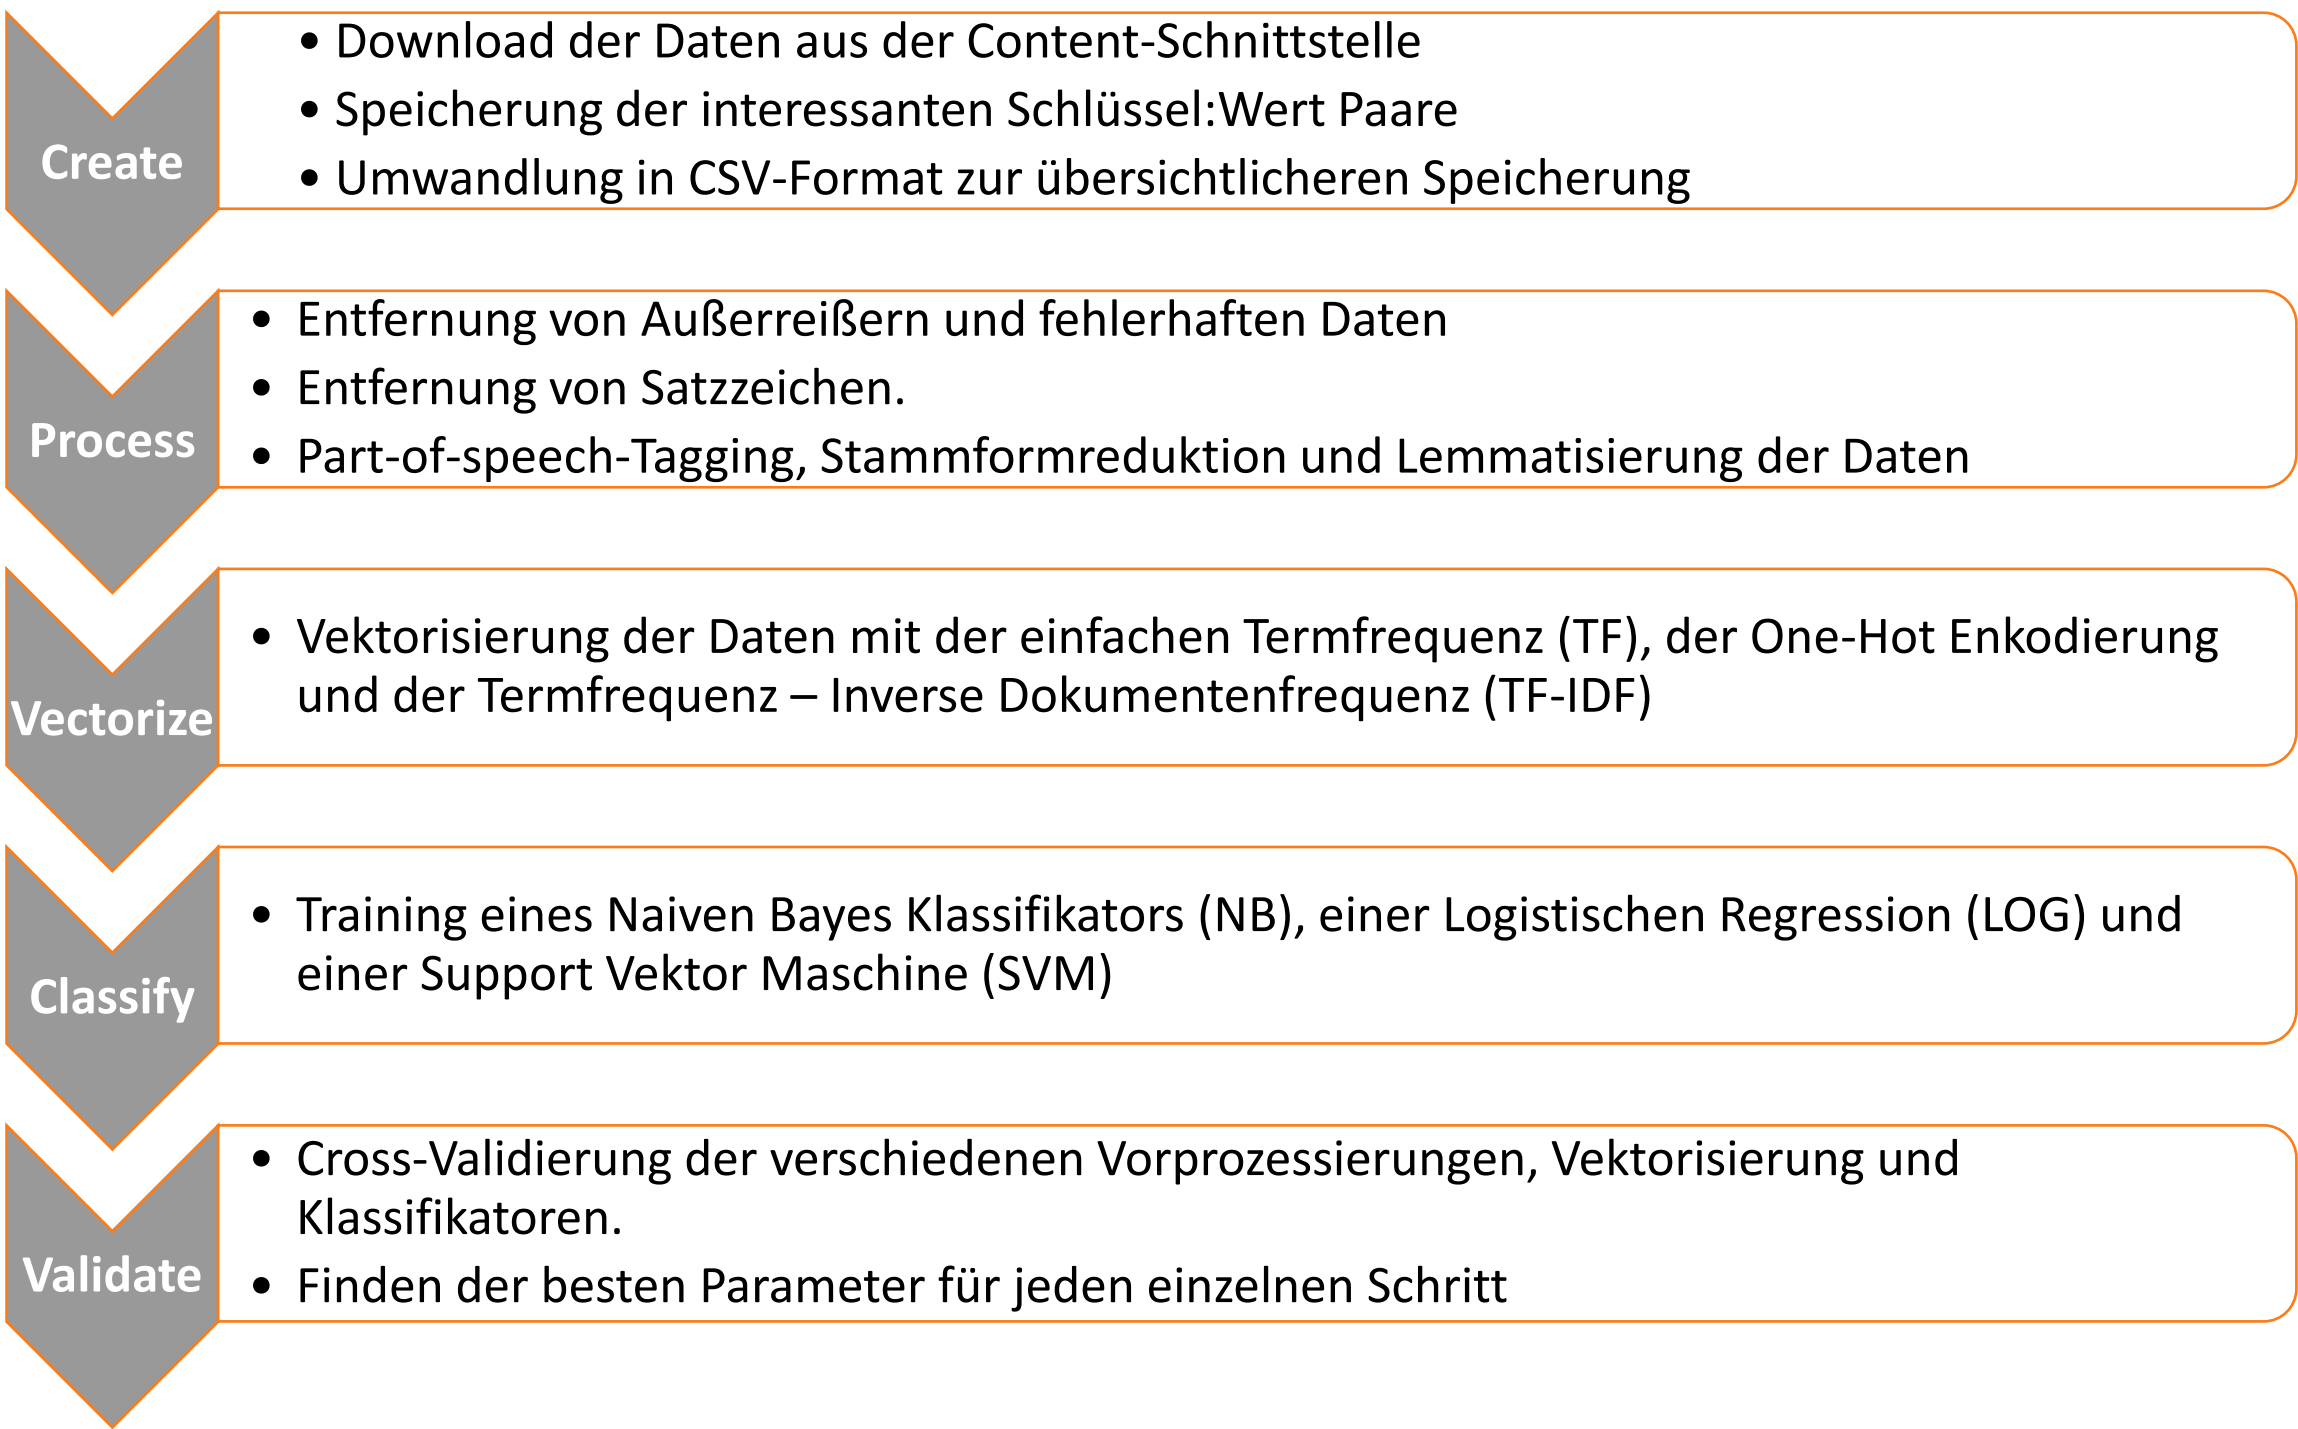 Create
• Download der Daten aus der Content-Schnittstelle
• Speicherung der interessanten Schlüssel:Wert Paare
• Umwandlung in CSV-Format zur übersichtlicheren Speicherung
Process
• Entfernung von Außerreißern und fehlerhaften Daten
• Entfernung von Satzzeichen.
• Part-of-speech-Tagging, Stammformreduktion und Lemmatisierung der Daten
Vectorize
• Vektorisierung der Daten mit der einfachen Termfrequenz (TF), der One-Hot Enkodierung
und der Termfrequenz – Inverse Dokumentenfrequenz (TF-IDF)
Classify
• Training eines Naiven Bayes Klassifikators (NB), einer Logistischen Regression (LOG) und
einer Support Vektor Maschine (SVM)
Validate
• Cross-Validierung der verschiedenen Vorprozessierungen, Vektorisierung und
Klassifikatoren.
• Finden der besten Parameter für jeden einzelnen Schritt